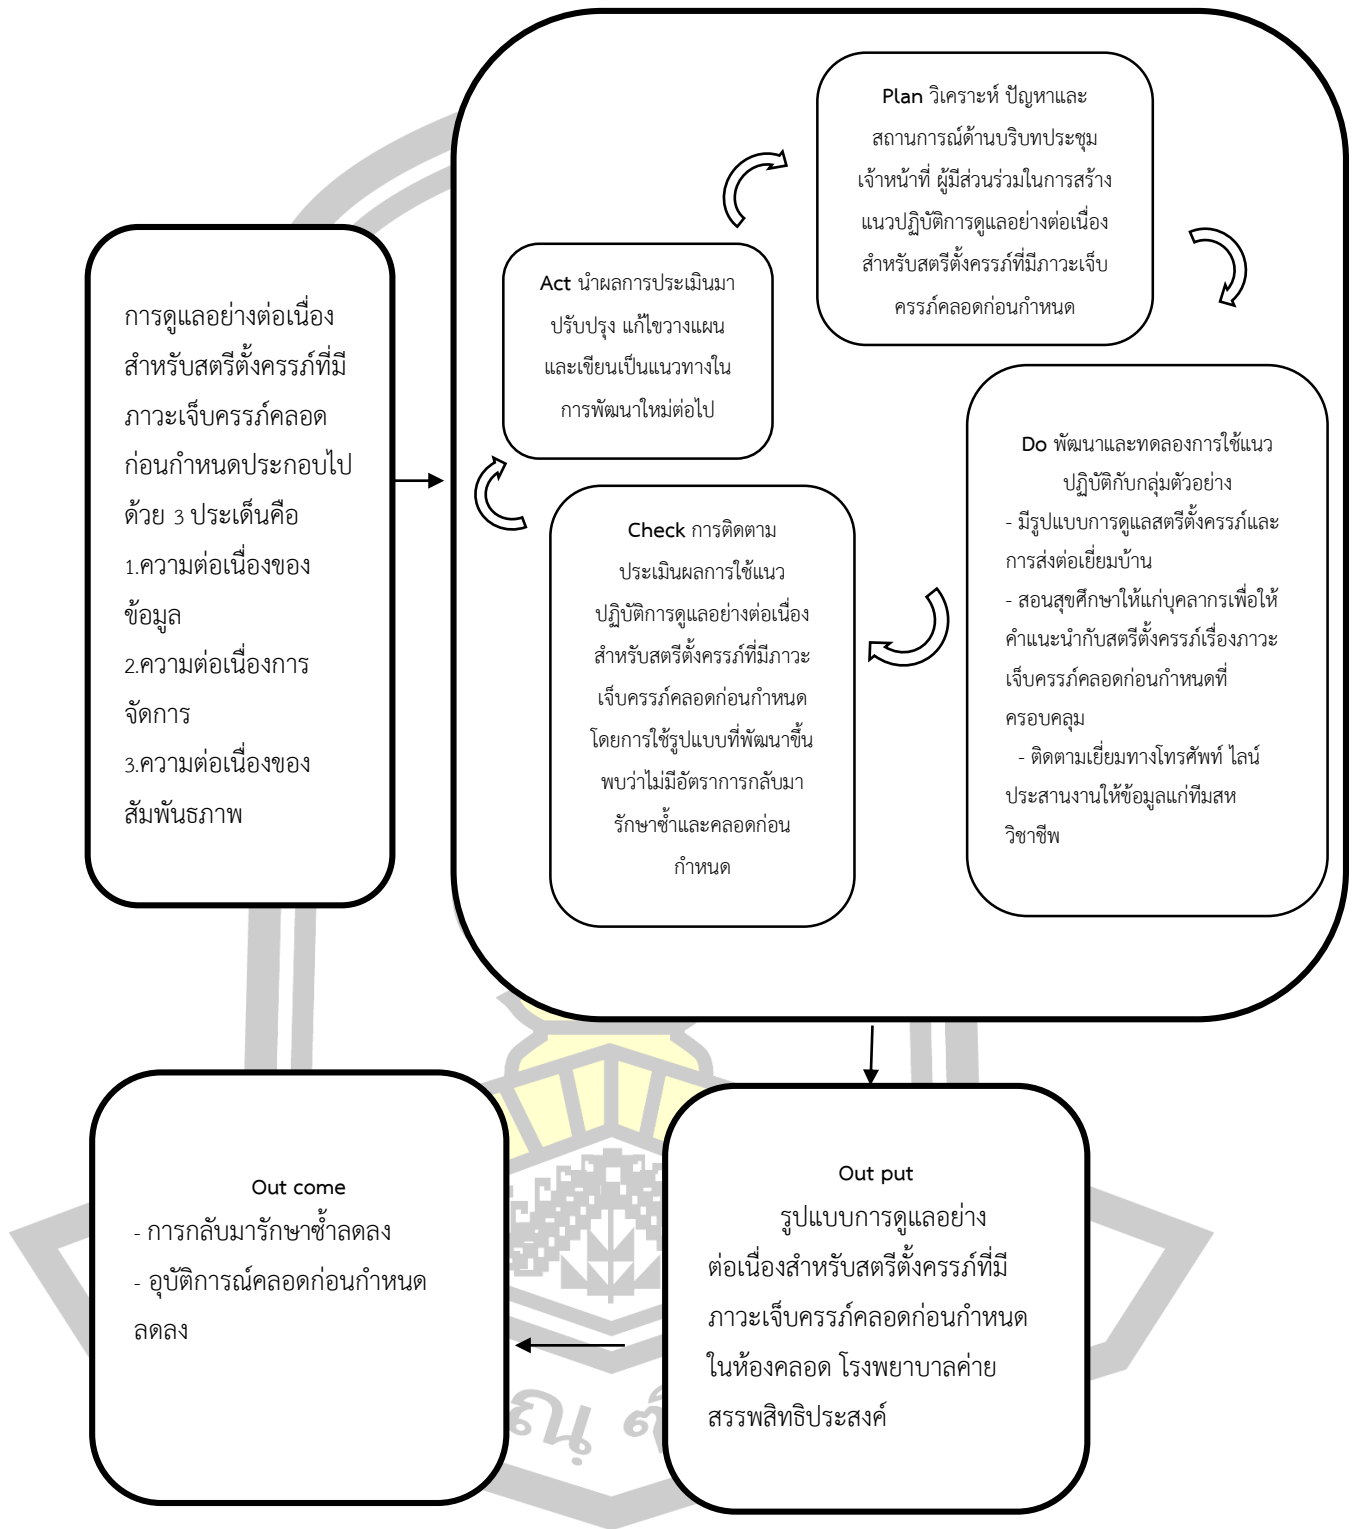 การดูแลอย่างต่อเนื่อง
สำหรับสตรีตั้งครรภ์ที่มี
ภาวะเจ็บครรภ์คลอด
ก่อนกำหนดประกอบไป
ด้วย 3 ประเด็นคือ
1.ความต่อเนื่องของ
ข้อมูล
2.ความต่อเนื่องการ
จัดการ
3.ความต่อเนื่องของ
สัมพันธภาพ
Plan วิเคราะห์ ปัญหาและ
สถานการณ์ด้านบริบทประชุม
เจ้าหน้าที่ ผู้มีส่วนร่วมในการสร้าง
แนวปฏิบัติการดูแลอย่างต่อเนื่อง
สำหรับสตรีตั้งครรภ์ที่มีภาวะเจ็บ
ครรภ์คลอดก่อนกำหนด
Do พัฒนาและทดลองการใช้แนว
ปฏิบัติกับกลุ่มตัวอย่าง
- มีรูปแบบการดูแลสตรีตั้งครรภ์และ
การส่งต่อเยี่ยมบ้าน
- สอนสุขศึกษาให้แก่บุคลากรเพื่อให้
คำแนะนำกับสตรีตั้งครรภ์เรื่องภาวะ
เจ็บครรภ์คลอดก่อนกำหนดที่
ครอบคลุม
- ติดตามเยี่ยมทางโทรศัพท์ ไลน์
ประสานงานให้ข้อมูลแก่ทีมสห
วิชาชีพ
Check การติดตาม
ประเมินผลการใช้แนว
ปฏิบัติการดูแลอย่างต่อเนื่อง
สำหรับสตรีตั้งครรภ์ที่มีภาวะ
เจ็บครรภ์คลอดก่อนกำหนด
โดยการใช้รูปแบบที่พัฒนาขึ้น
พบว่าไม่มีอัตราการกลับมา
รักษาซ้ำและคลอดก่อน
กำหนด
Act นำผลการประเมินมา
ปรับปรุง แก้ไขวางแผน
และเขียนเป็นแนวทางใน
การพัฒนาใหม่ต่อไป
Out put
รูปแบบการดูแลอย่าง
ต่อเนื่องสำหรับสตรีตั้งครรภ์ที่มี
ภาวะเจ็บครรภ์คลอดก่อนกำหนด
ในห้องคลอด โรงพยาบาลค่าย
สรรพสิทธิประสงค์
Out come
- การกลับมารักษาซ้ำลดลง
- อุบัติการณ์คลอดก่อนกำหนด
ลดลง